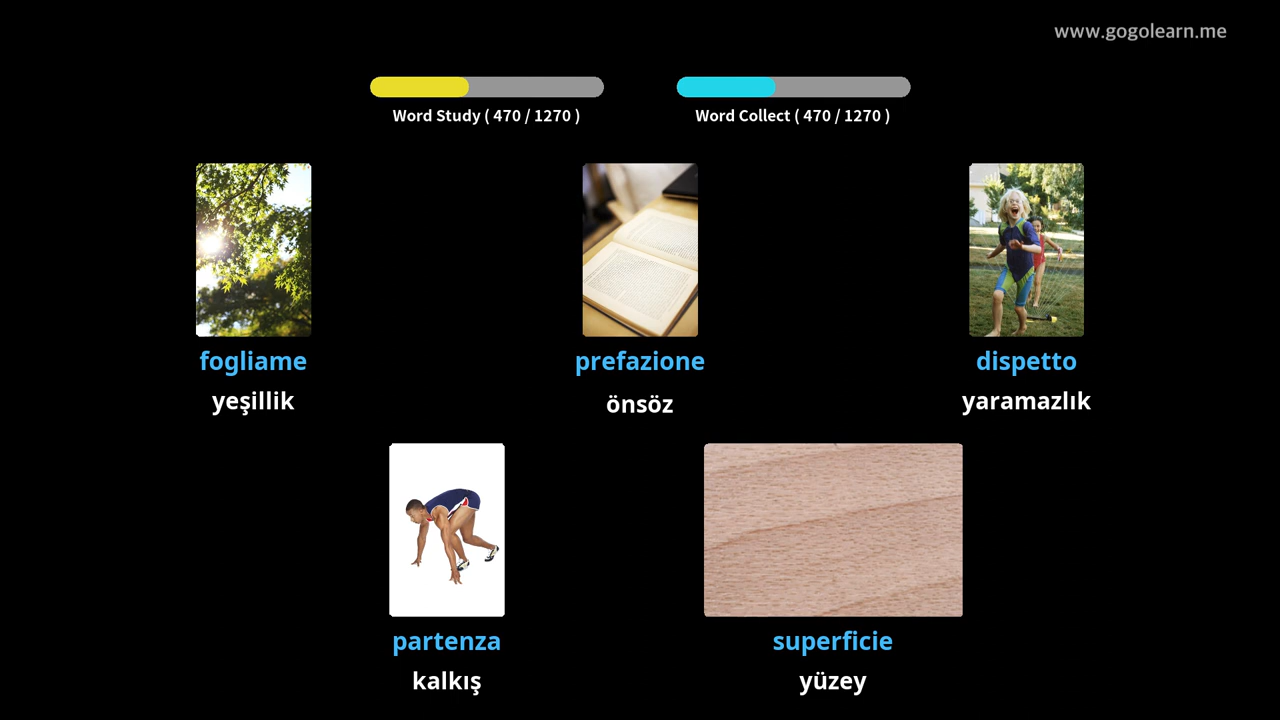 www.gogolearn.me
Word Study ( 470 / 1270 )
Word Collect ( 470 / 1270 )
fogliame
yeşillik
prefazione
önsöz
dispetto
yaramazlık
partenza
kalkış
superficie
yüzey